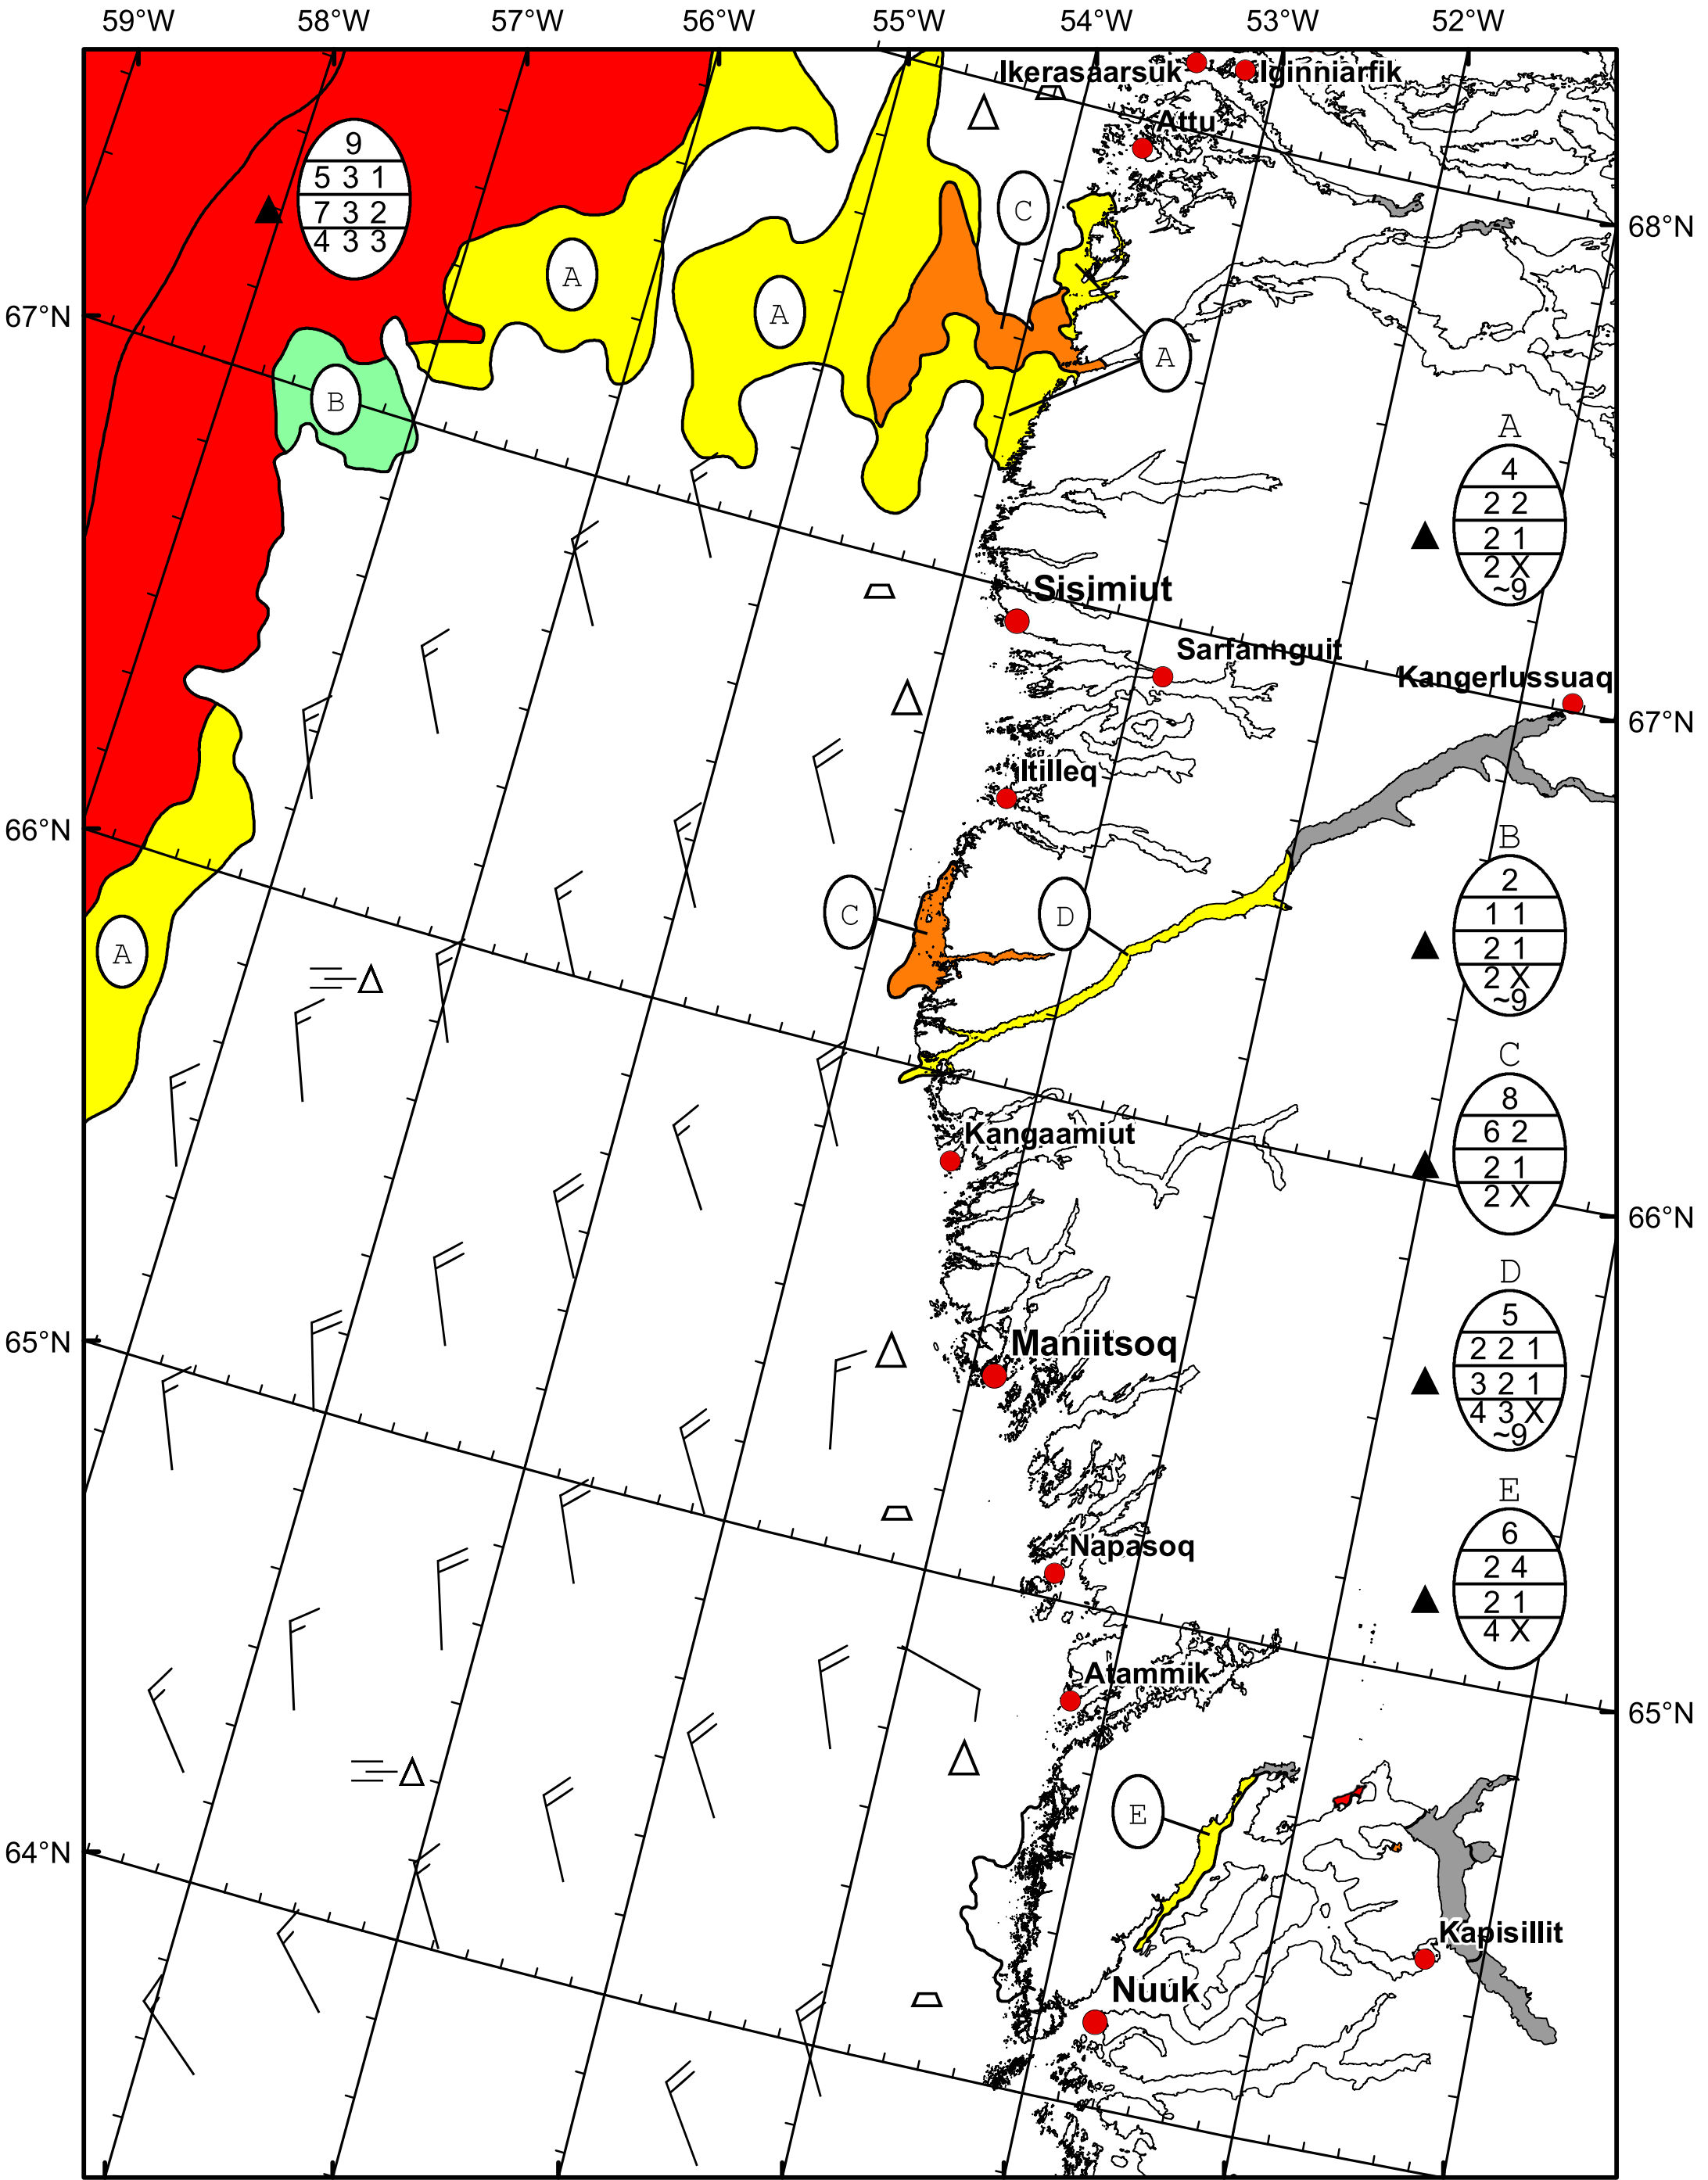 59°W 58°W 57°W 56°W 55°W 54°W 53°W 52°W
Ikerasaarsuk
Iginniarfik
Attu
9
5 3 1
7 3 2
4 3 3
C
68°N
A
A
67°N
A
B
A
4
2 2
2 1
2 X
~9
Sisimiut
Sarfannguit
Kangerlussuaq
67°N
Itilleq
66°N
B
2
1 1
2 1
2 X
~9
C
D
A
C
8
6 2
2 1
2 X
Kangaamiut
66°N
D
5
2 2 1
3 2 1
4 3 X
~9
65°N
Maniitsoq
E
6
2 4
2 1
4 X
Napasoq
Atammik
65°N
E
64°N
Kapisillit
Nuuk